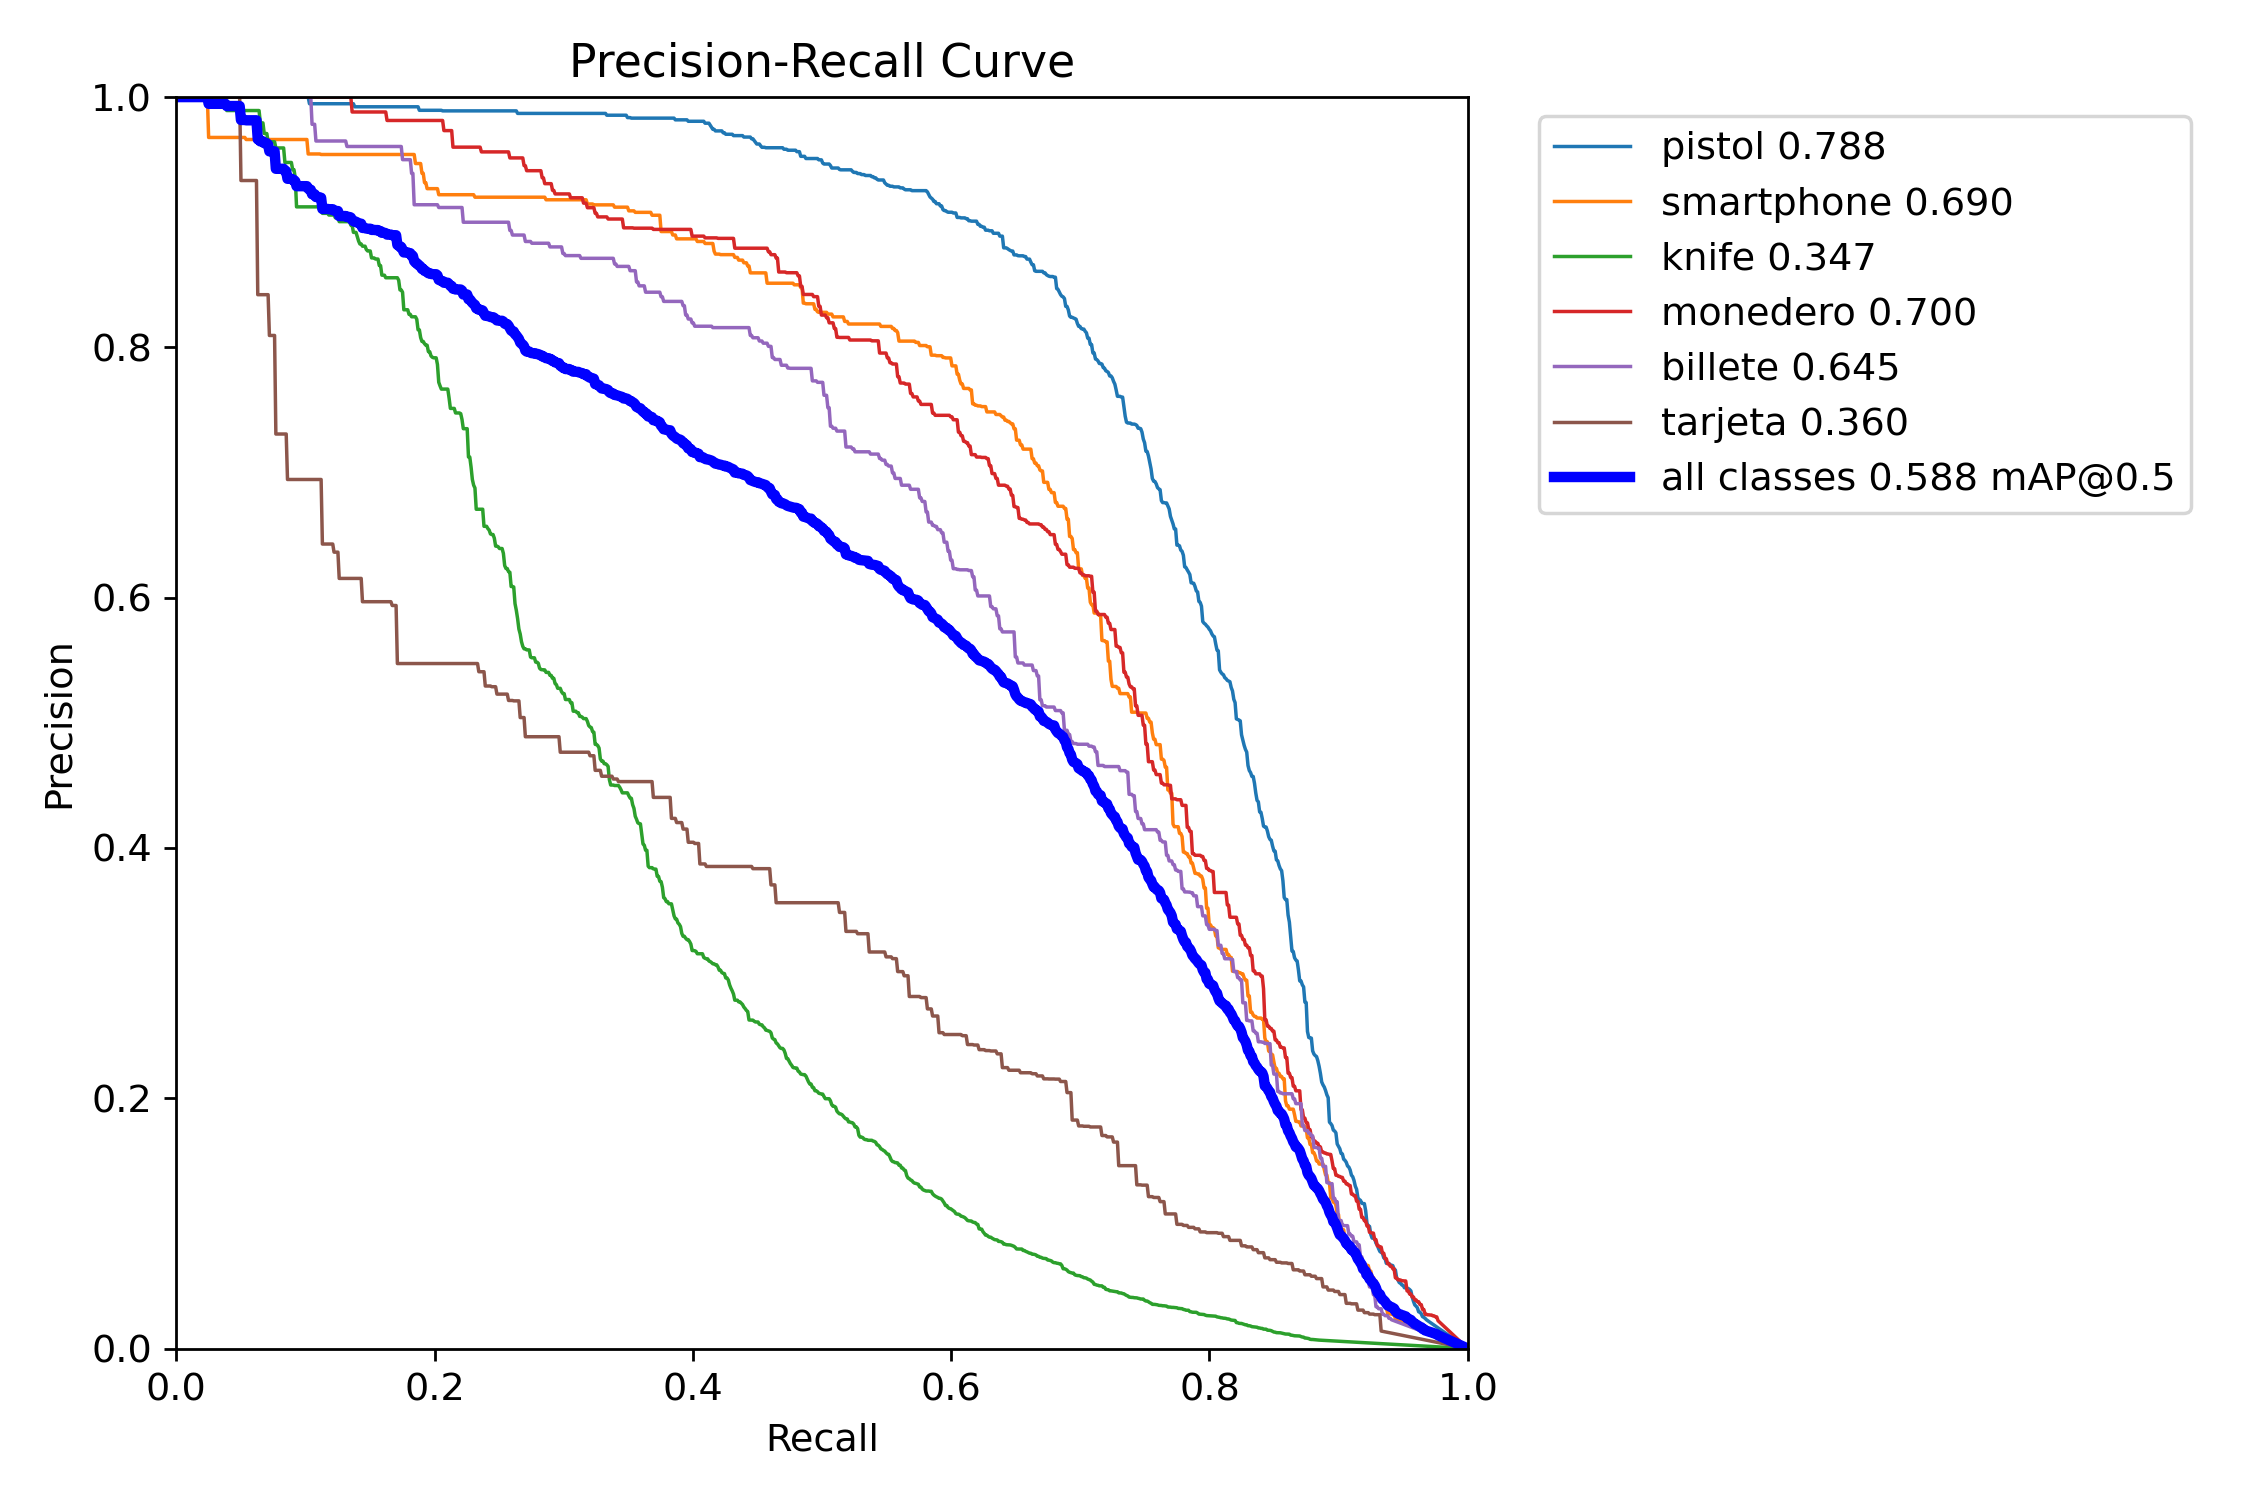 Precision-Recall Curve
1.0
0.8
0.6
0.4
0.2
0.0
Precision
0.0 0.2 0.4 0.6 0.8 1.0
Recall
pistol 0.788
smartphone 0.690
knife 0.347
monedero 0.700
billete 0.645
tarjeta 0.360
all classes 0.588 mAP@0.5